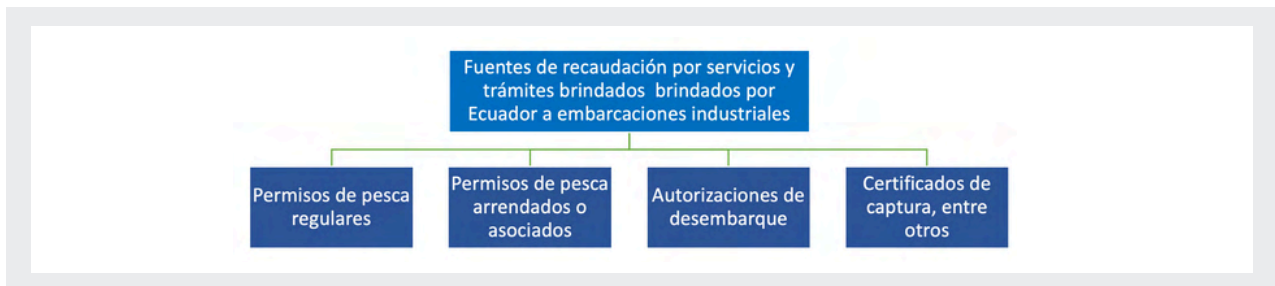 Fuentes de recaudación por servicios y
trámites brindados  brindados por
Ecuador a embarcaciones industriales
Permisos de pesca
regulares
Permisos de pesca
arrendados o
asociados
Autorizaciones de
desembarque
Certificados de
captura, entre
otros